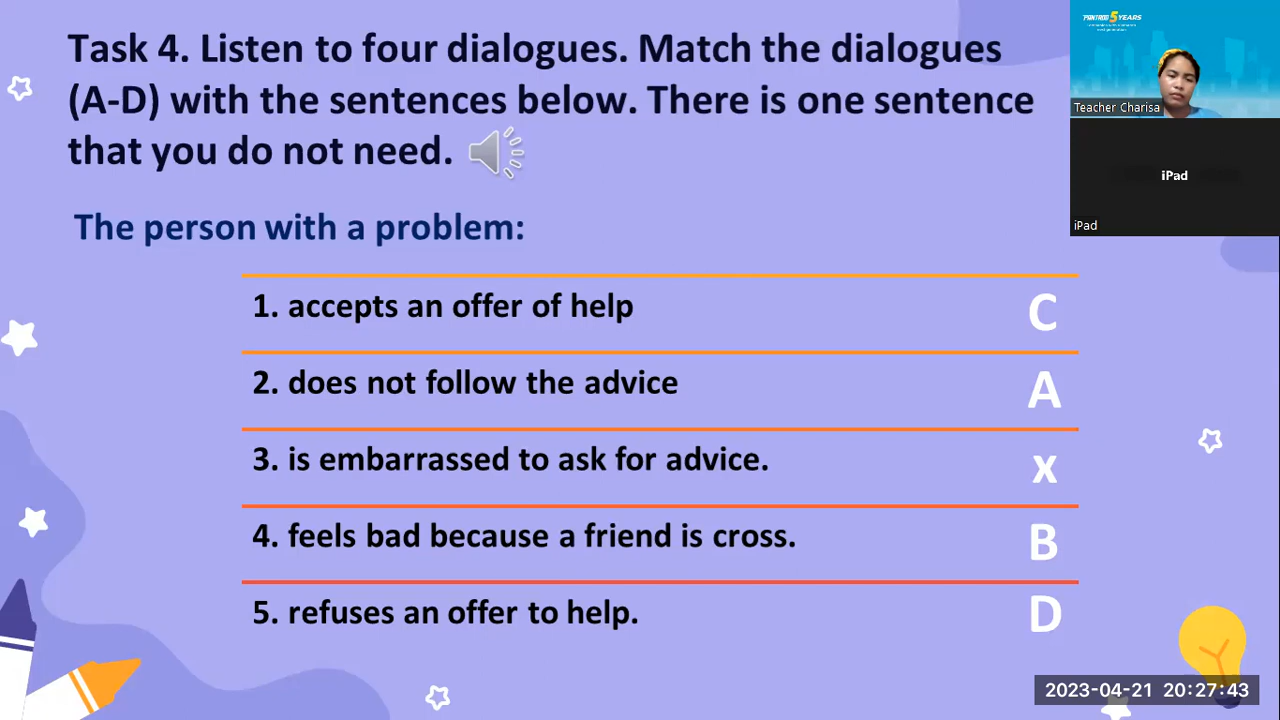 Task 4. Listen to four dialogues. Match the dialogues
(A-D) with the sentences below. There is one sentence
that you do not need.
The person with a problem:
1. accepts an offer of help
C
2. does not follow the advice
A
3. is embarrassed to ask for advice.
x
4. feels bad because a friend is cross.
B
5. refuses an offer to help.
D
5 YEARS
Teacher Charisa
iPad
iPad
2023-04-21 20:27:43